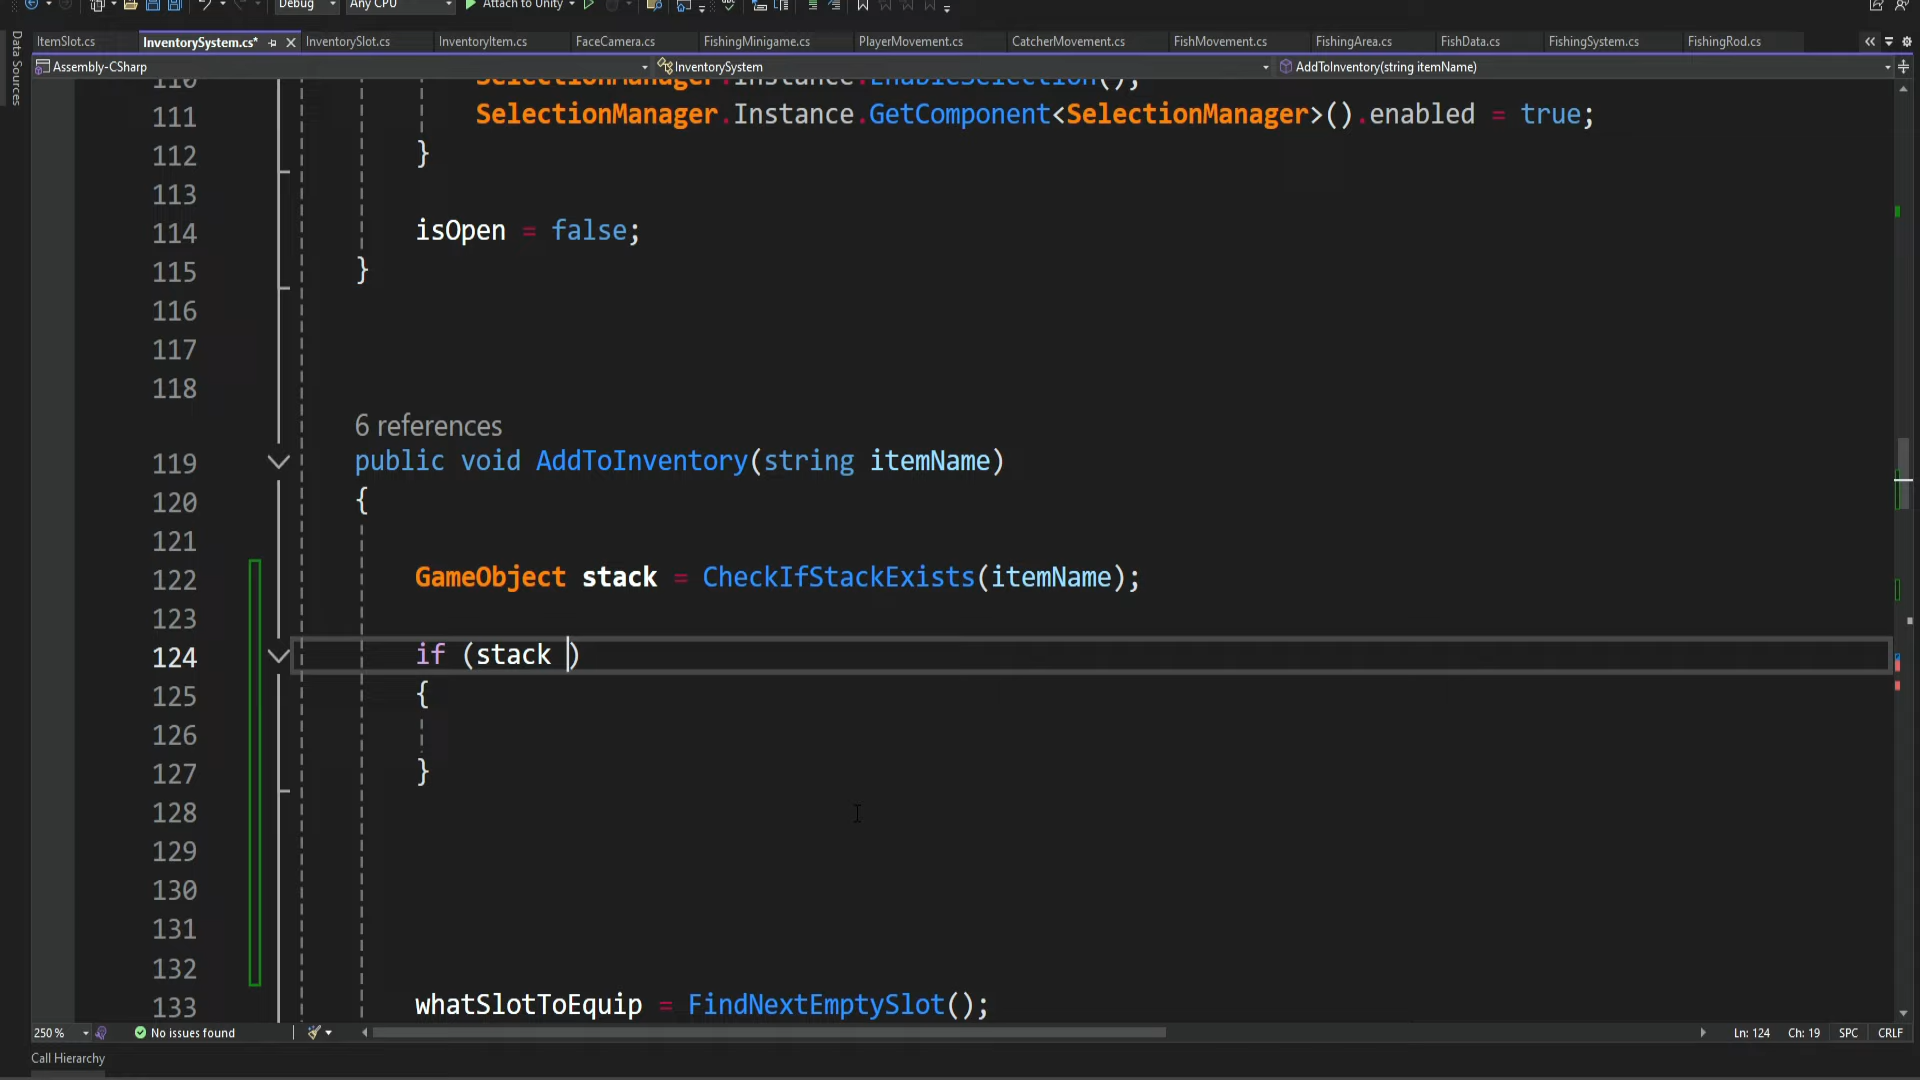 Debug
Any CPU
Attach to Unity
ItemSlot.cs
InventorySystem.cs*
InventorySlot.cs
InventoryItem.cs
FaceCamera.cs
FishingMinigame.cs
PlayerMovement.cs
CatcherMovement.cs
FishMovement.cs
FishingArea.cs
FishData.cs
FishingSystem.cs
FishingRod.cs
Data Sources
Assembly-CSharp
InventorySystem
AddToInventory(string itemName)
110 SelectionManager.Instance.EnableSelection();
111 SelectionManager.Instance.GetComponent<SelectionManager>().enabled = true;
112 }
113
114 isOpen = false;
115 }
116
117
118
6 references
119 public void AddToInventory(string itemName)
120 {
121
122 GameObject stack = CheckIfStackExists(itemName);
123
124 if (stack )
125 {
126
127 }
128
129
130
131
132
133 whatSlotToEquip = FindNextEmptySlot();
250 %
No issues found
Ln: 124
Ch: 19
SPC
CRLF
Call Hierarchy